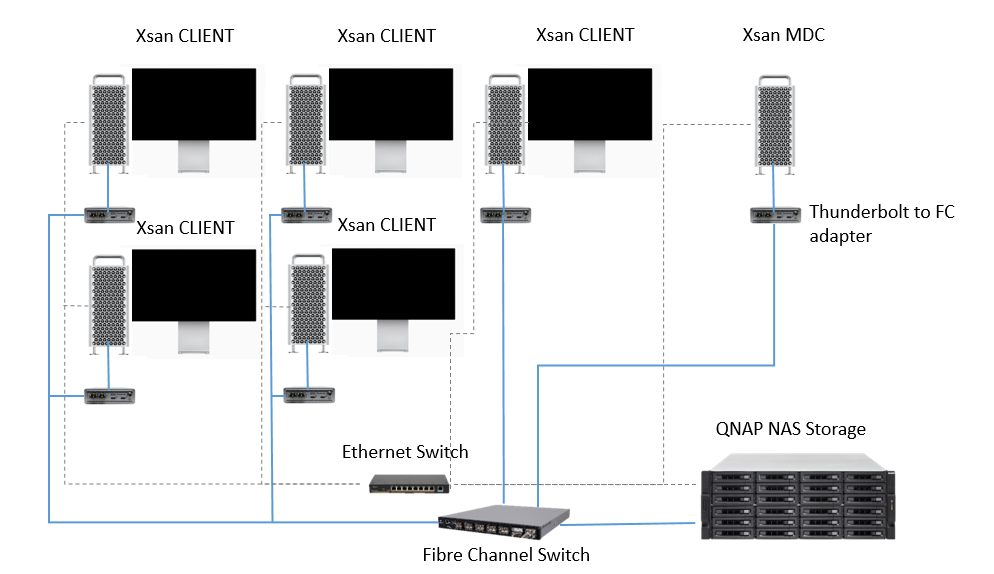 Xsan CLIENT
Xsan CLIENT
Xsan CLIENT
Xsan MDC
Thunderbolt to FC
adapter
Xsan CLIENT
Xsan CLIENT
QNAP NAS Storage
Ethernet Switch
Fibre Channel Switch